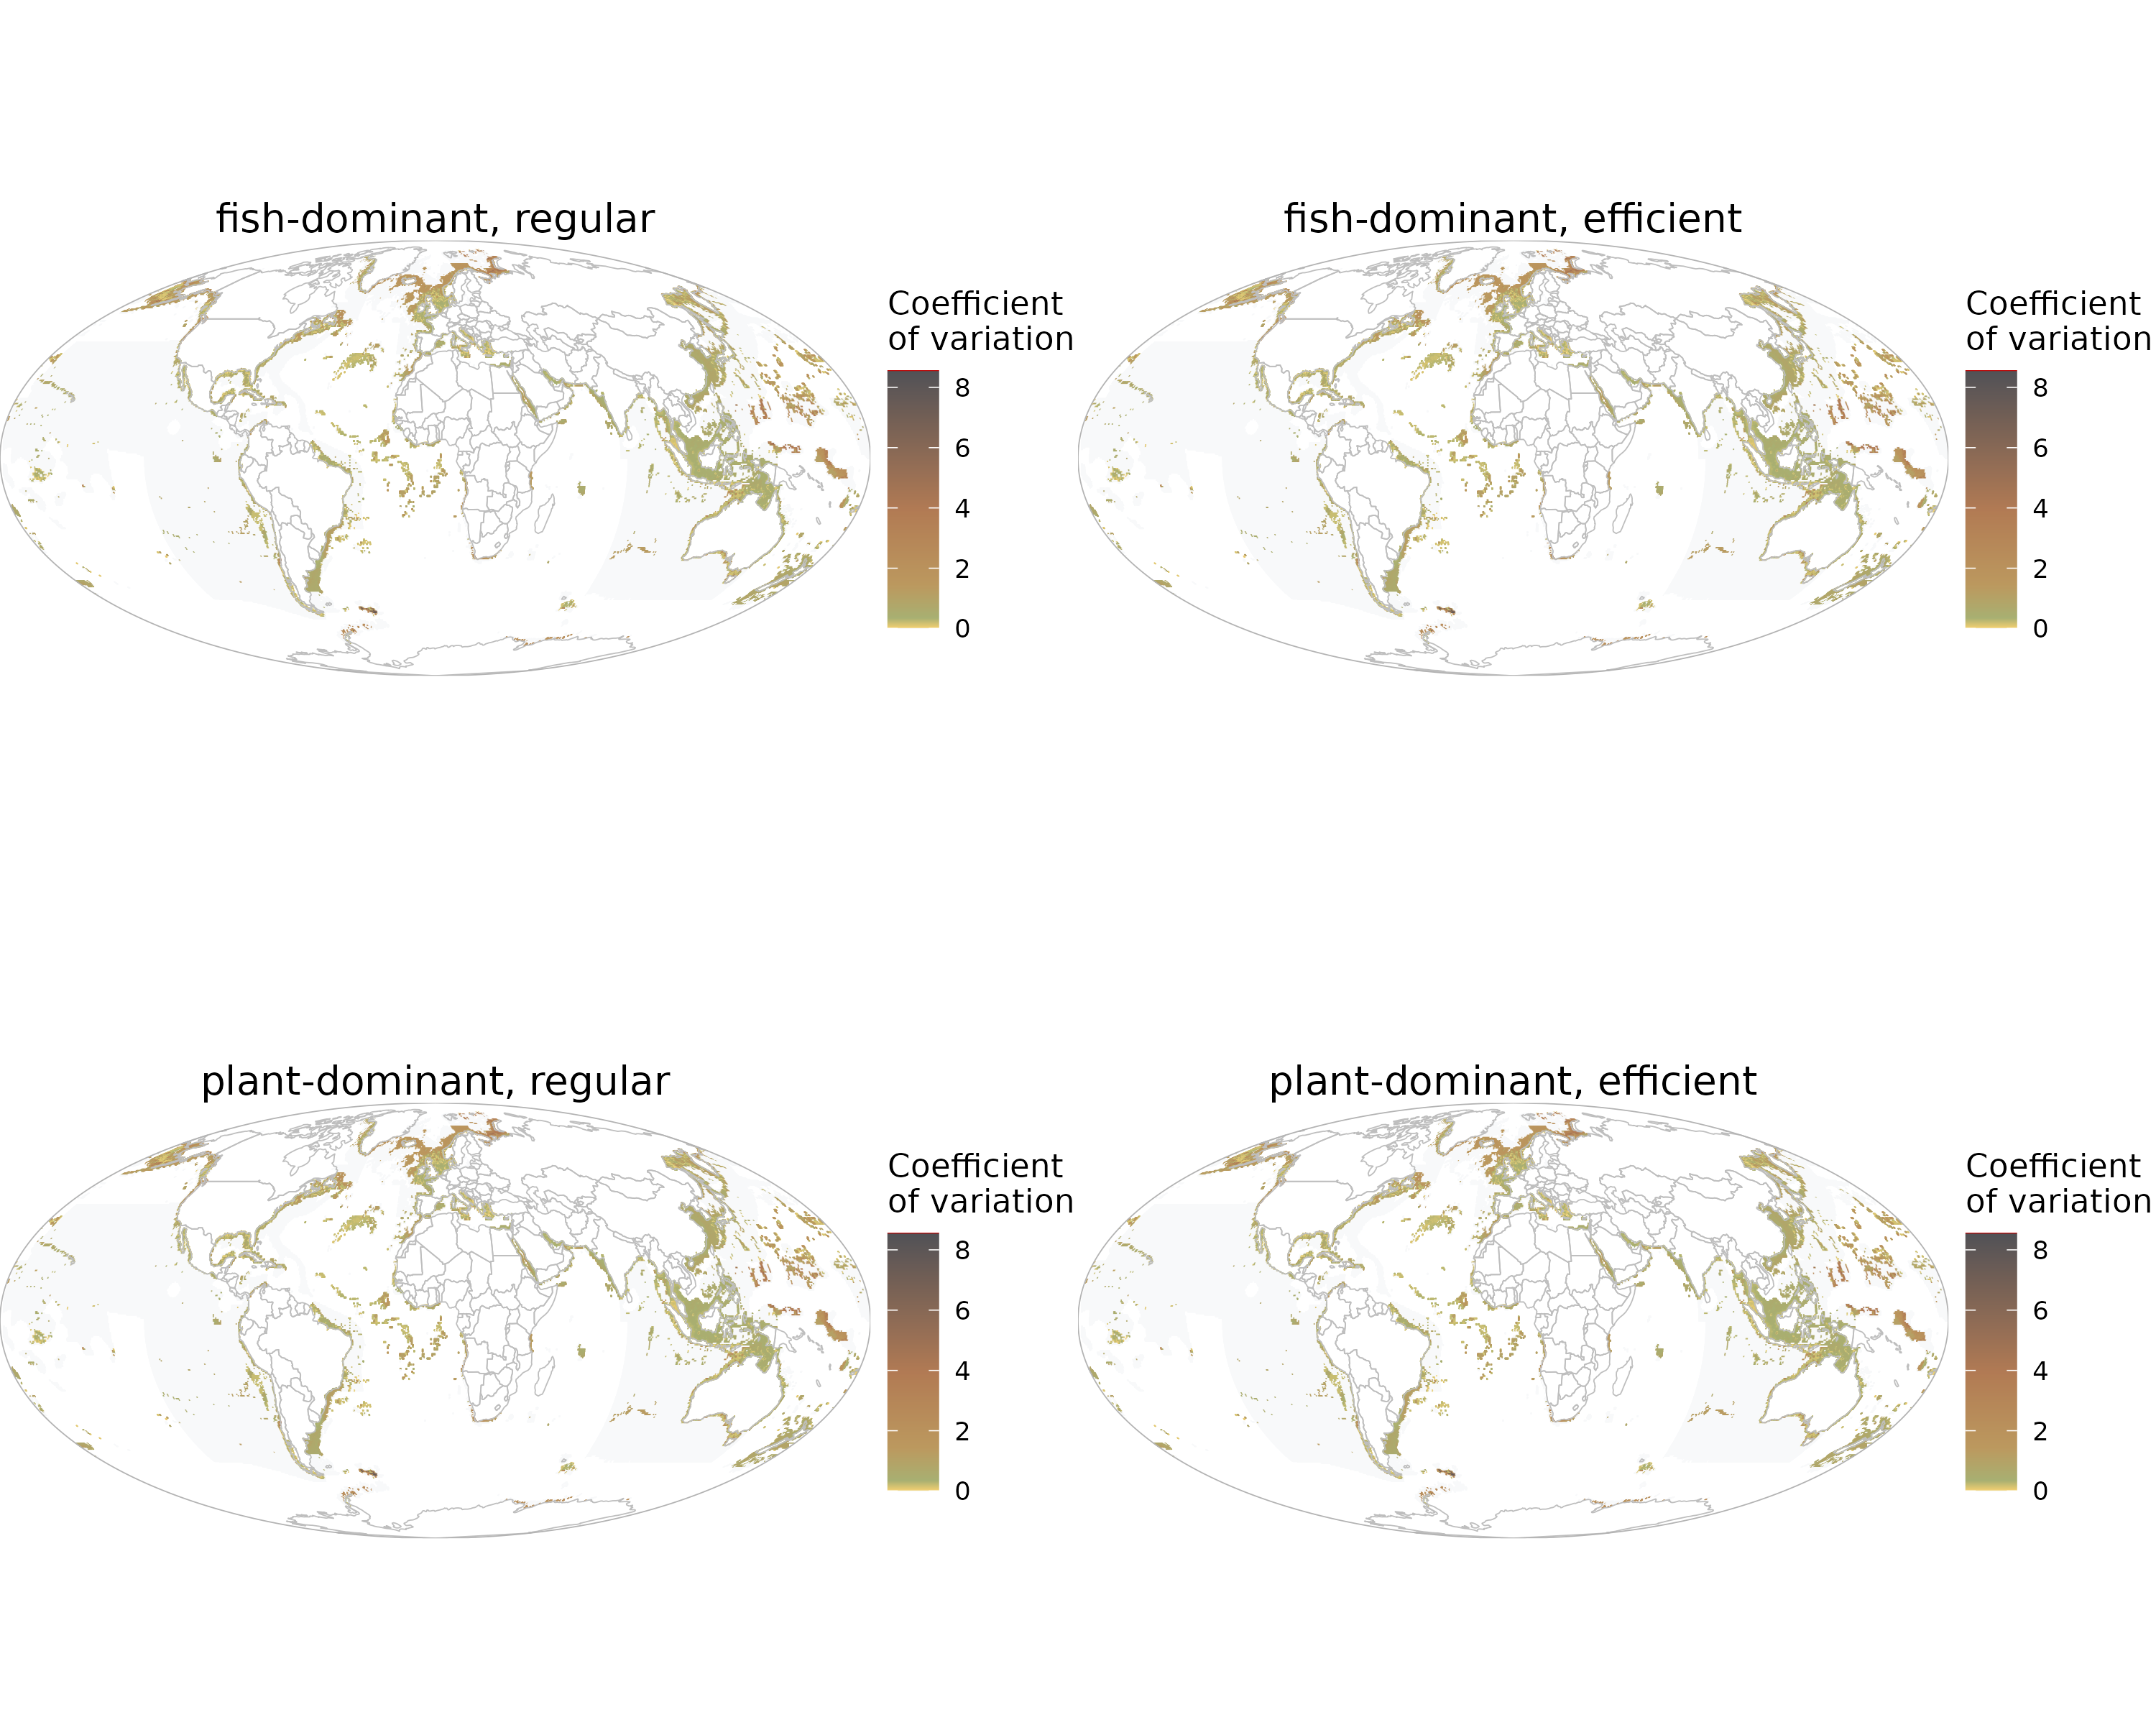 fish-dominant, regular
Coefficient
of variation
8
6
4
2
0
fish-dominant, efficient
Coefficient
of variation
8
6
4
2
0
plant-dominant, regular
Coefficient
of variation
8
6
4
2
0
plant-dominant, efficient
Coefficient
of variation
8
6
4
2
0